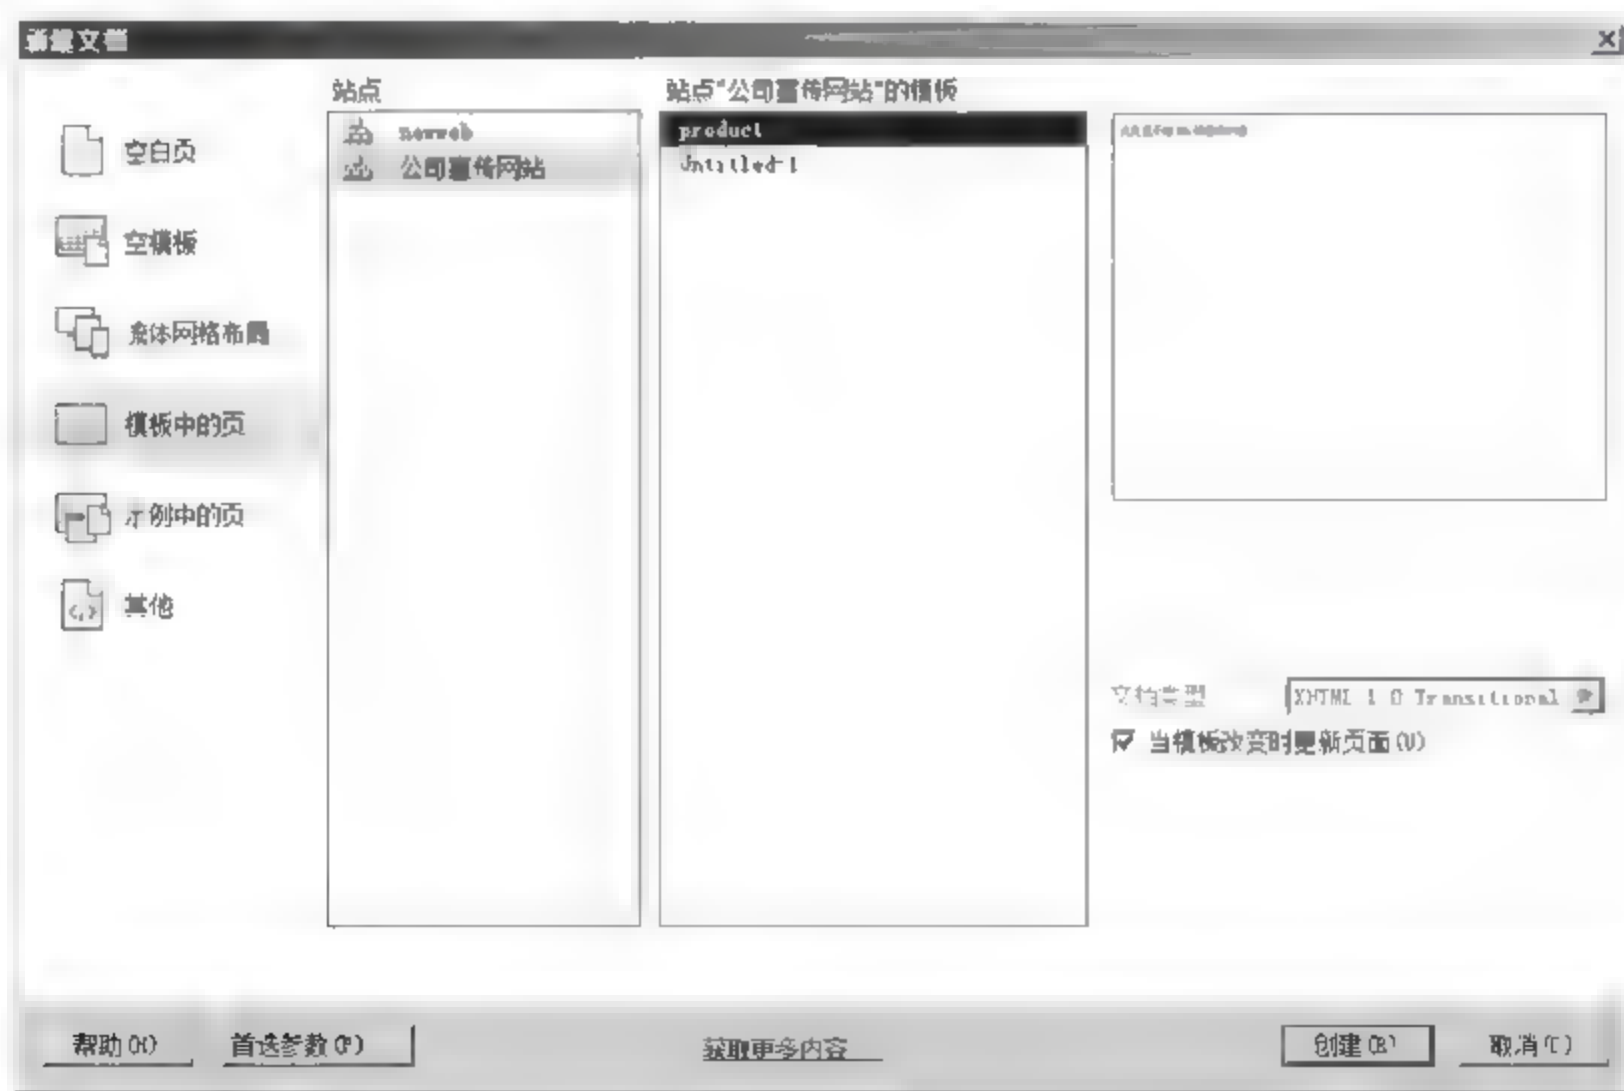 新建文档
站点
站点"公司宣传网站"的模板
空白页
空模板
流体网格布局
模板中的页
示例中的页
其他
newweb
公司宣传网站
product
Untitled-1
文档类型
XHTML 1.0 Transitional
当模板改变时更新页面(U)
帮助(H)
首选参数(P)
获取更多内容
创建(R)
取消(C)